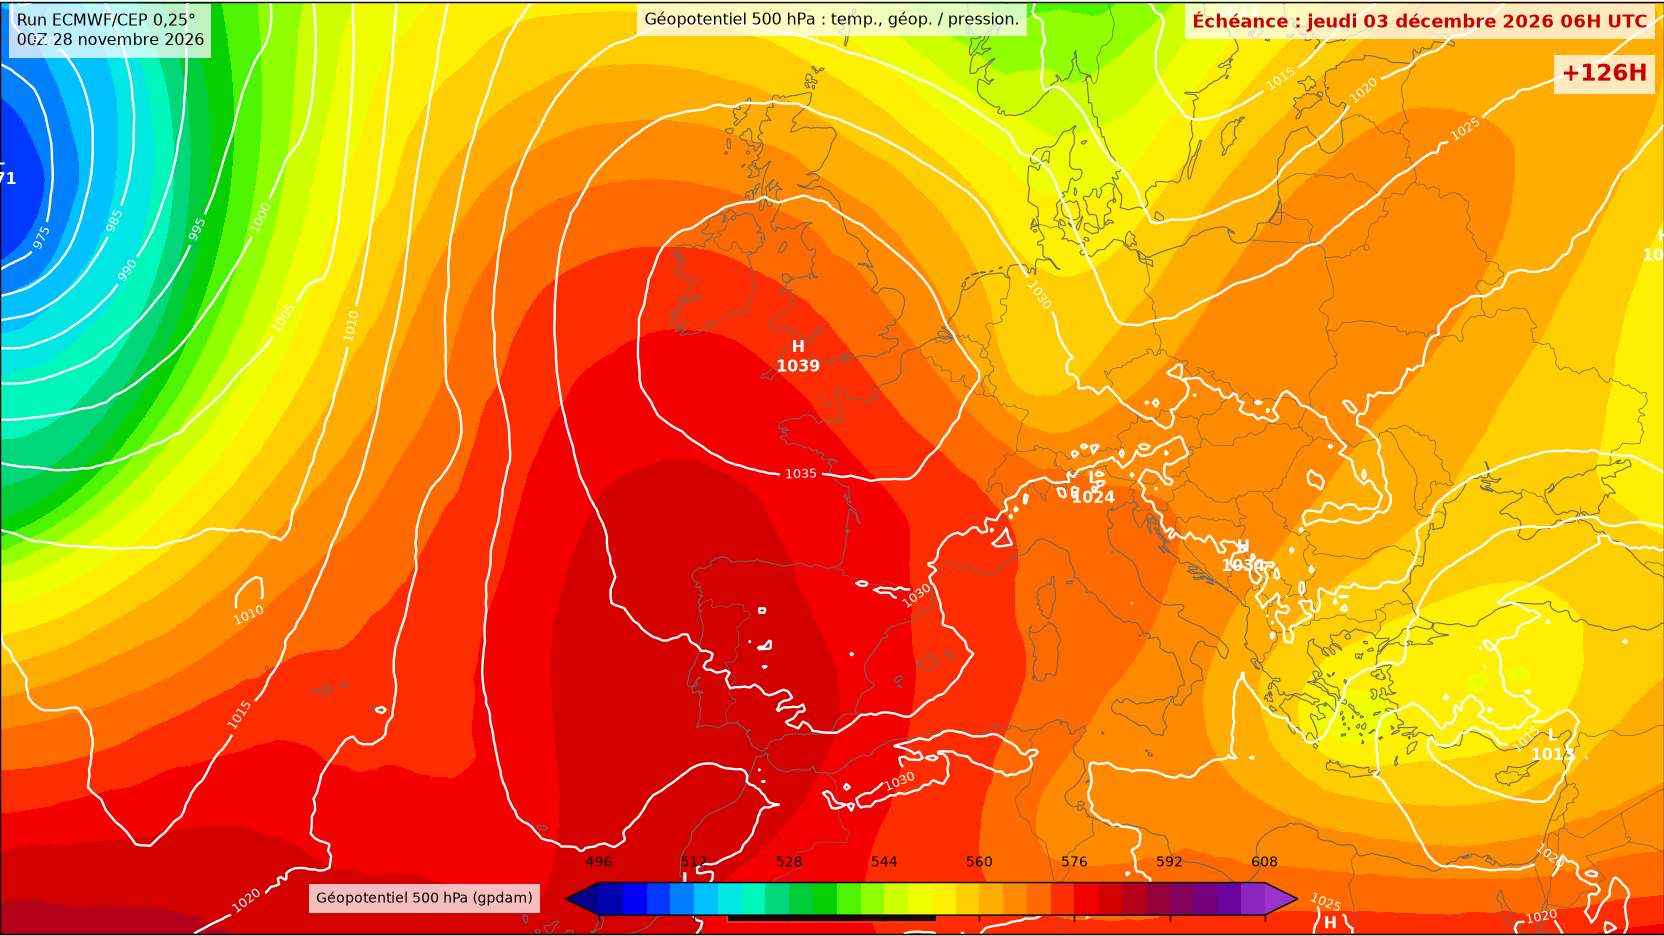 Run ECMWF/CEP 0,25°
00Z 28 novembre 2026
Géopotentiel 500 hPa : temp., géop. / pression.
Échéance : jeudi 03 décembre 2026 06H UTC
+126H
1015
1020
1025
71
975
985
995
1000
990
1005
1010
1030
H
1039
1035
L
1024
H
1034
1030
1010
1015
1015
L
1013
1030
1020
1020
1025
1020
H
496 512 528 544 560 576 592 608
Géopotentiel 500 hPa (gpdam)